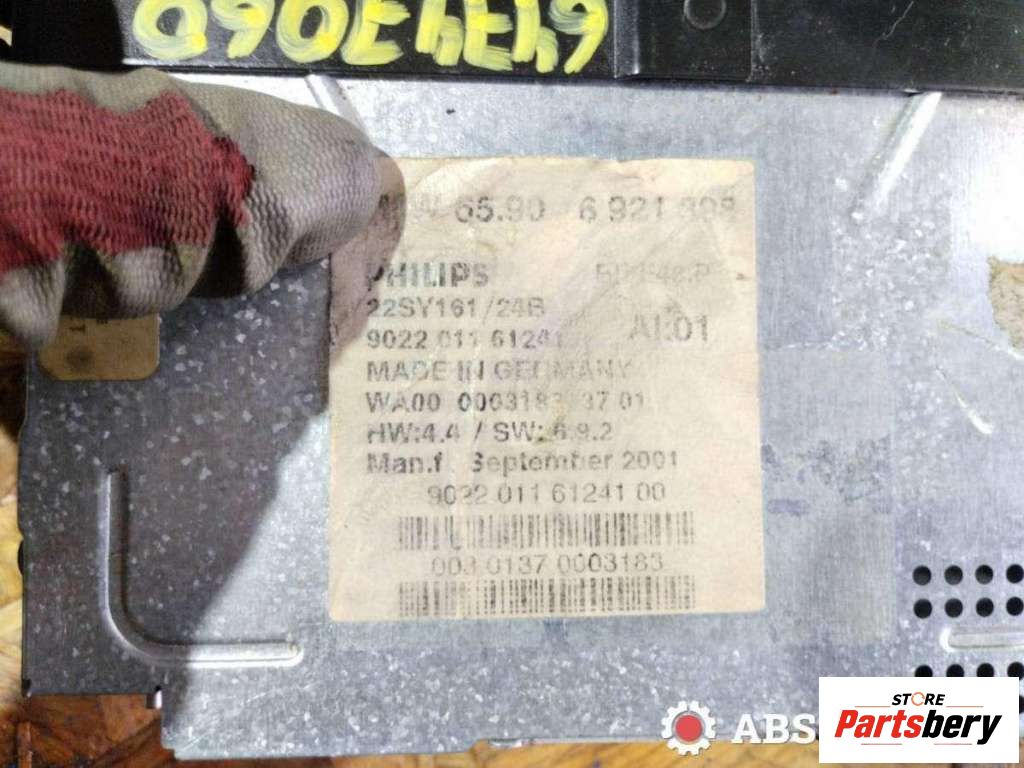 65.90 6 921
PHILIPS
22SY161/24B
9022 011 61241
AI:01
MADE IN GERMANY
WA00 0003183 37 01
HW:4.4 / SW: 6.9.2
Man.f. September 2001
9022 011 61241 00
003 0137 0003183
ABS
STORE
Partsbery